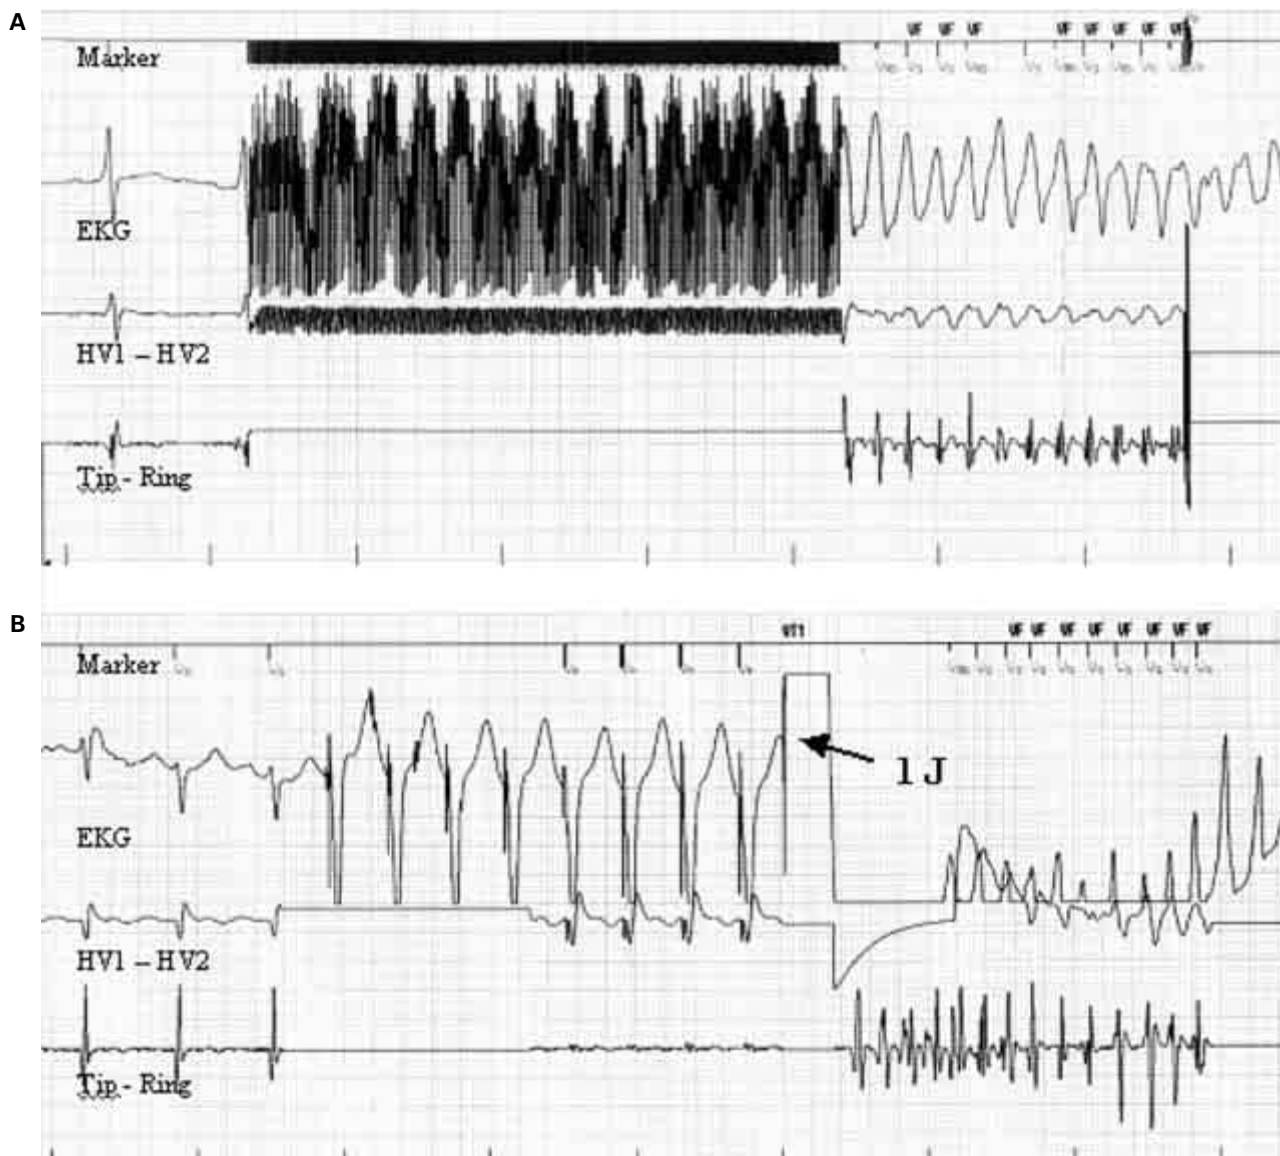 A
VF VF VF VF VF VF VF VF
Marker
EKG
HV1 – HV2
Tip - Ring
B
VT1 VF VF VF VF VF VF VF VF
Marker
1 J
EKG
HV1 – HV2
Tip - Ring